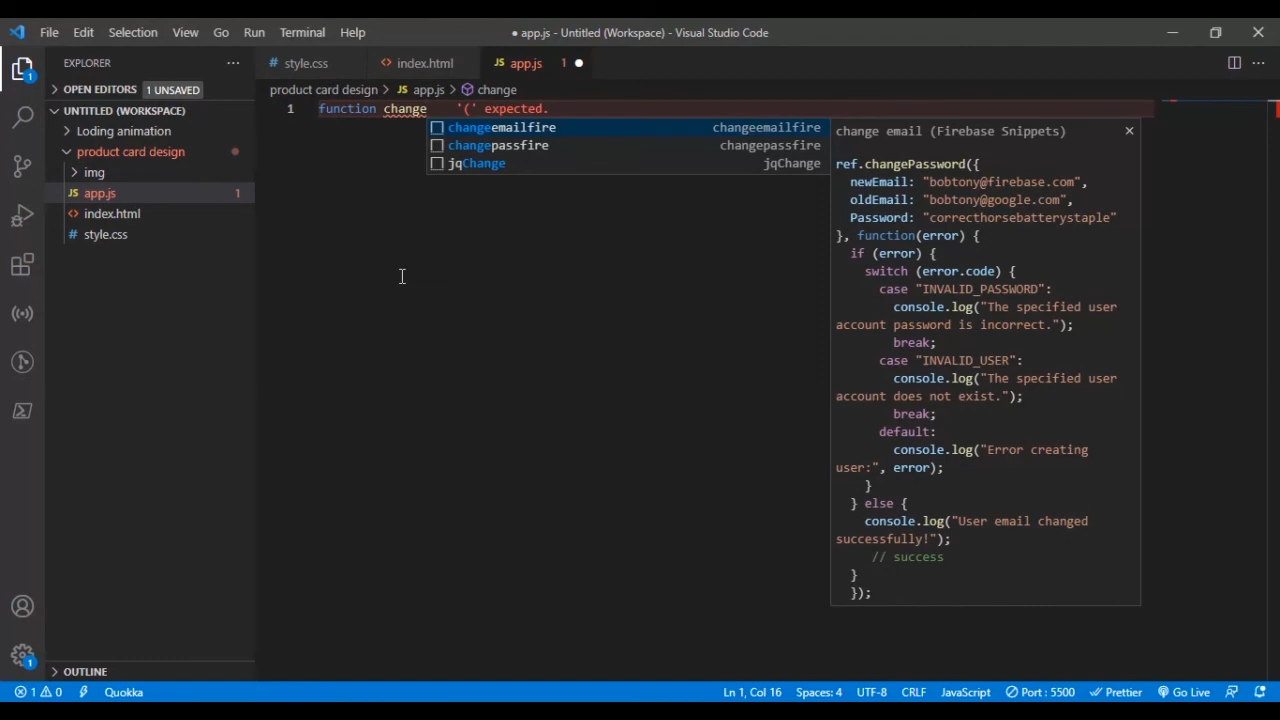 File Edit Selection View Go Run Terminal Help
● app.js - Untitled (Workspace) - Visual Studio Code
EXPLORER
style.css
index.html
JS app.js 1
OPEN EDITORS 1 UNSAVED
product card design > JS app.js > change
UNTITLED (WORKSPACE)
Loding animation
product card design
img
JS app.js 1
index.html
# style.css
1 function change '(' expected.
changeemailfire changeemailfire
changepassfire changepassfire
jqChange jqChange
change email (Firebase Snippets)
ref.changePassword({
newEmail: "bobtony@firebase.com",
oldEmail: "bobtony@google.com",
Password: "correcthorsebatterystaple"
}, function(error) {
if (error) {
switch (error.code) {
case "INVALID_PASSWORD":
console.log("The specified user
account password is incorrect.");
break;
case "INVALID_USER":
console.log("The specified user
account does not exist.");
break;
default:
console.log("Error creating
user:", error);
}
} else {
console.log("User email changed
successfully!");
// success
}
});
OUTLINE
1
1
1 0 Quokka
Ln 1, Col 16 Spaces: 4 UTF-8 CRLF JavaScript Port : 5500 Prettier Go Live